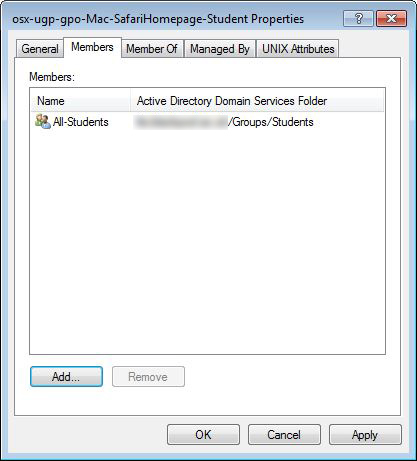 osx-ugp-gpo-Mac-SafariHomepage-Student Properties
General Members Member Of Managed By UNIX Attributes
Members:
Name Active Directory Domain Services Folder
All-Students /Groups/Students
Add... Remove
OK Cancel Apply